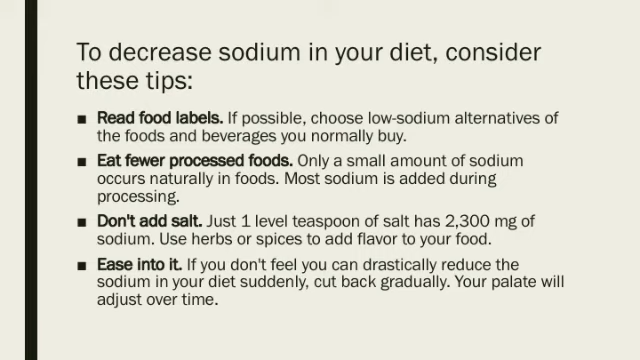 To decrease sodium in your diet, consider
these tips:
■ Read food labels. If possible, choose low-sodium alternatives of
the foods and beverages you normally buy.
■ Eat fewer processed foods. Only a small amount of sodium
occurs naturally in foods. Most sodium is added during
processing.
■ Don't add salt. Just 1 level teaspoon of salt has 2,300 mg of
sodium. Use herbs or spices to add flavor to your food.
■ Ease into it. If you don't feel you can drastically reduce the
sodium in your diet suddenly, cut back gradually. Your palate will
adjust over time.